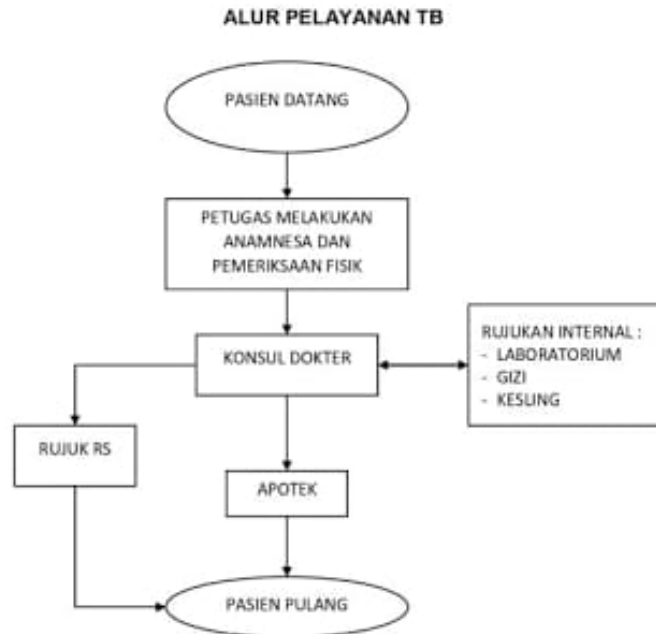 ALUR PELAYANAN TB
PASIEN DATANG
PETUGAS MELAKUKAN
ANAMNESA DAN
PEMERIKSAAN FISIK
KONSUL DOKTER
RUJUKAN INTERNAL :
- LABORATORIUM
- GIZI
- KESLING
RUJUK RS
APOTEK
PASIEN PULANG